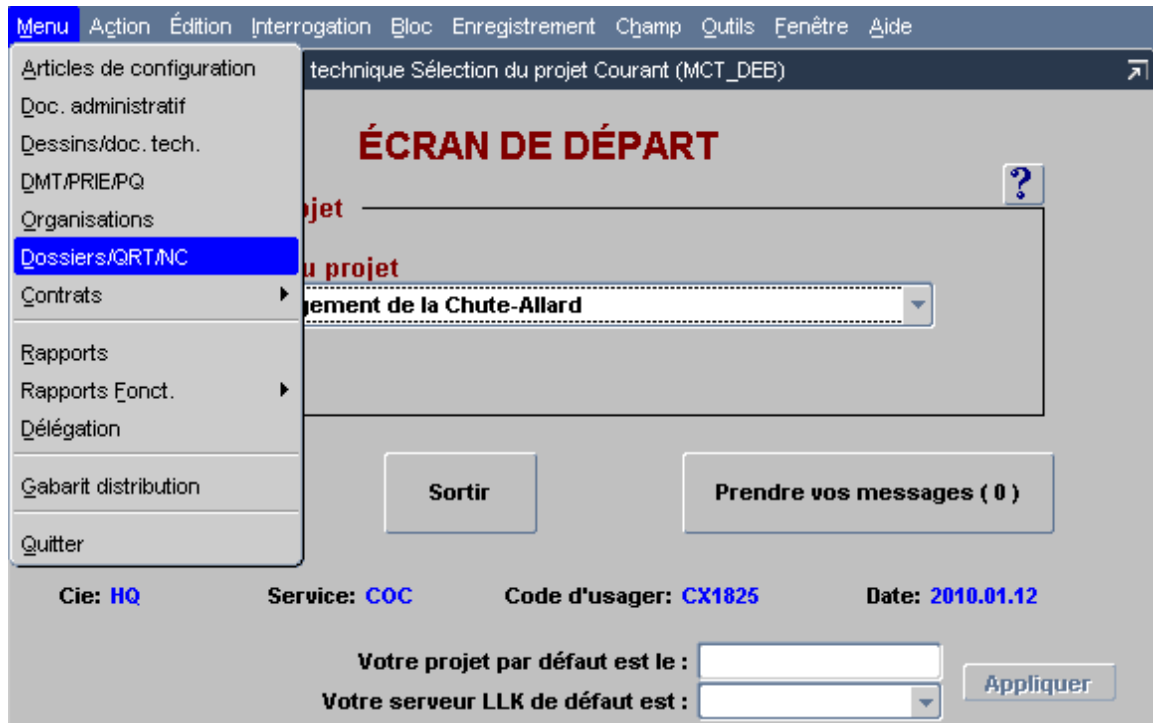 Menu Action Édition Interrogation Bloc Enregistrement Champ Outils Fenêtre Aide
technique Sélection du projet Courant (MCT_DEB)
Articles de configuration
Doc. administratif
Dessins/doc. tech.
DMT/PRIE/PQ
Organisations
Dossiers/QRT/NC
Contrats
Rapports
Rapports Fonct.
Délégation
Gabarit distribution
Quitter
ÉCRAN DE DÉPART
?
jet
u projet
gement de la Chute-Allard
Sortir
Prendre vos messages ( 0 )
Cie: HQ Service: COC Code d'usager: CX1825 Date: 2010.01.12
Votre projet par défaut est le :
Votre serveur LLK de défaut est :
Appliquer